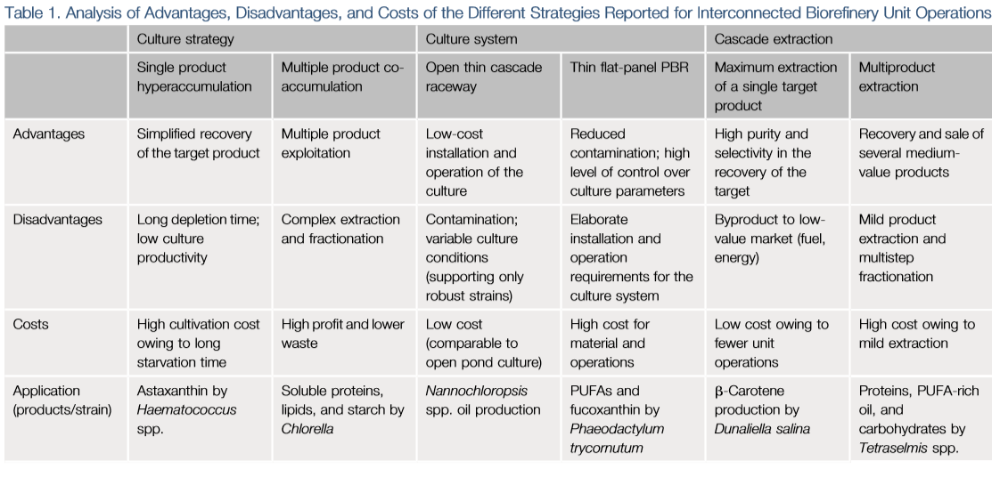 Table 1. Analysis of Advantages, Disadvantages, and Costs of the Different Strategies Reported for Interconnected Biorefinery Unit Operations
Culture strategy
Culture system
Cascade extraction
Single product
hyperaccumulation
Multiple product co-
accumulation
Open thin cascade
raceway
Thin flat-panel PBR
Maximum extraction
of a single target
product
Multiproduct
extraction
Advantages
Simplified recovery
of the target product
Multiple product
exploitation
Low-cost
installation and
operation of the
culture
Reduced
contamination; high
level of control over
culture parameters
High purity and
selectivity in the
recovery of the
target
Recovery and sale of
several medium-
value products
Disadvantages
Long depletion time;
low culture
productivity
Complex extraction
and fractionation
Contamination;
variable culture
conditions
(supporting only
robust strains)
Elaborate
installation and
operation
requirements for the
culture system
Byproduct to low-
value market (fuel,
energy)
Mild product
extraction and
multistep
fractionation
Costs
High cultivation cost
owing to long
starvation time
High profit and lower
waste
Low cost
(comparable to
open pond culture)
High cost for
material and
operations
Low cost owing to
fewer unit
operations
High cost owing to
mild extraction
Application
(products/strain)
Astaxanthin by
Haematococcus
spp.
Soluble proteins,
lipids, and starch by
Chlorella
Nannochloropsis
spp. oil production
PUFAs and
fucoxanthin by
Phaeodactylum
trycornutum
β-Carotene
production by
Dunaliella salina
Proteins, PUFA-rich
oil, and
carbohydrates by
Tetraselmis spp.